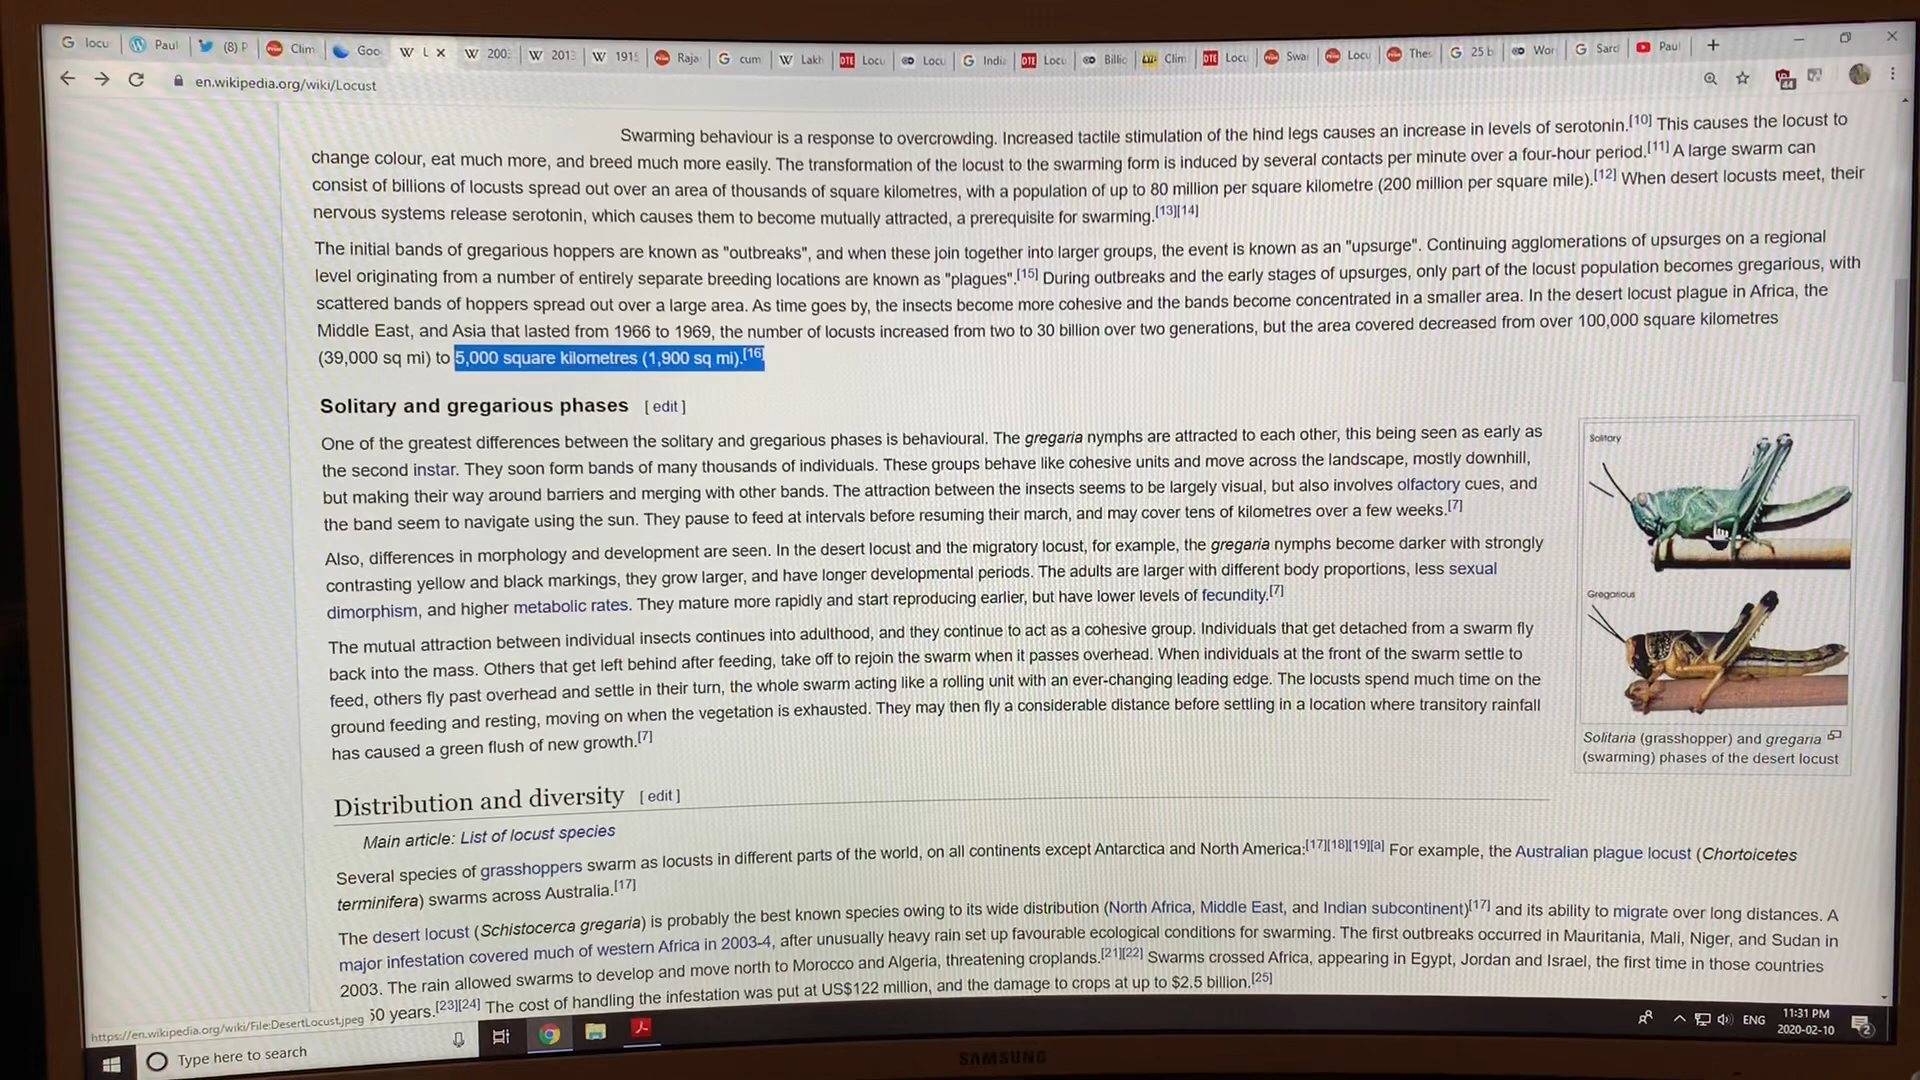 G locu Paul (8) P Clim Goo W L × W 200: W 201: W 191: Raja G cum W Lakh DTE Locu Locu G India DTE Locu Billio Clim DTE Locu Swa Locu Thes G 25 b Wor G Sard Paul +
en.wikipedia.org/wiki/Locust
44
Swarming behaviour is a response to overcrowding. Increased tactile stimulation of the hind legs causes an increase in levels of serotonin.[10] This causes the locust to
change colour, eat much more, and breed much more easily. The transformation of the locust to the swarming form is induced by several contacts per minute over a four-hour period.[11] A large swarm can
consist of billions of locusts spread out over an area of thousands of square kilometres, with a population of up to 80 million per square kilometre (200 million per square mile).[12] When desert locusts meet, their
nervous systems release serotonin, which causes them to become mutually attracted, a prerequisite for swarming.[13][14]
The initial bands of gregarious hoppers are known as "outbreaks", and when these join together into larger groups, the event is known as an "upsurge". Continuing agglomerations of upsurges on a regional
level originating from a number of entirely separate breeding locations are known as "plagues".[15] During outbreaks and the early stages of upsurges, only part of the locust population becomes gregarious, with
scattered bands of hoppers spread out over a large area. As time goes by, the insects become more cohesive and the bands become concentrated in a smaller area. In the desert locust plague in Africa, the
Middle East, and Asia that lasted from 1966 to 1969, the number of locusts increased from two to 30 billion over two generations, but the area covered decreased from over 100,000 square kilometres
(39,000 sq mi) to 5,000 square kilometres (1,900 sq mi).[16]
Solitary and gregarious phases [ edit ]
One of the greatest differences between the solitary and gregarious phases is behavioural. The gregaria nymphs are attracted to each other, this being seen as early as
the second instar. They soon form bands of many thousands of individuals. These groups behave like cohesive units and move across the landscape, mostly downhill,
but making their way around barriers and merging with other bands. The attraction between the insects seems to be largely visual, but also involves olfactory cues, and
the band seem to navigate using the sun. They pause to feed at intervals before resuming their march, and may cover tens of kilometres over a few weeks.[7]
Also, differences in morphology and development are seen. In the desert locust and the migratory locust, for example, the gregaria nymphs become darker with strongly
contrasting yellow and black markings, they grow larger, and have longer developmental periods. The adults are larger with different body proportions, less sexual
dimorphism, and higher metabolic rates. They mature more rapidly and start reproducing earlier, but have lower levels of fecundity.[7]
The mutual attraction between individual insects continues into adulthood, and they continue to act as a cohesive group. Individuals that get detached from a swarm fly
back into the mass. Others that get left behind after feeding, take off to rejoin the swarm when it passes overhead. When individuals at the front of the swarm settle to
feed, others fly past overhead and settle in their turn, the whole swarm acting like a rolling unit with an ever-changing leading edge. The locusts spend much time on the
ground feeding and resting, moving on when the vegetation is exhausted. They may then fly a considerable distance before settling in a location where transitory rainfall
has caused a green flush of new growth.[7]
Solitary
Gregarious
Solitaria (grasshopper) and gregaria
(swarming) phases of the desert locust
Distribution and diversity [ edit ]
Main article: List of locust species
Several species of grasshoppers swarm as locusts in different parts of the world, on all continents except Antarctica and North America:[17][18][19][a] For example, the Australian plague locust (Chortoicetes
terminifera) swarms across Australia.[17]
The desert locust (Schistocerca gregaria) is probably the best known species owing to its wide distribution (North Africa, Middle East, and Indian subcontinent)[17] and its ability to migrate over long distances. A
major infestation covered much of western Africa in 2003-4, after unusually heavy rain set up favourable ecological conditions for swarming. The first outbreaks occurred in Mauritania, Mali, Niger, and Sudan in
2003. The rain allowed swarms to develop and move north to Morocco and Algeria, threatening croplands.[21][22] Swarms crossed Africa, appearing in Egypt, Jordan and Israel, the first time in those countries
50 years.[23][24] The cost of handling the infestation was put at US$122 million, and the damage to crops at up to $2.5 billion.[25]
https://en.wikipedia.org/wiki/File:DesertLocust.jpeg
Type here to search
ENG
11:31 PM
2020-02-10
2
SAMSUNG